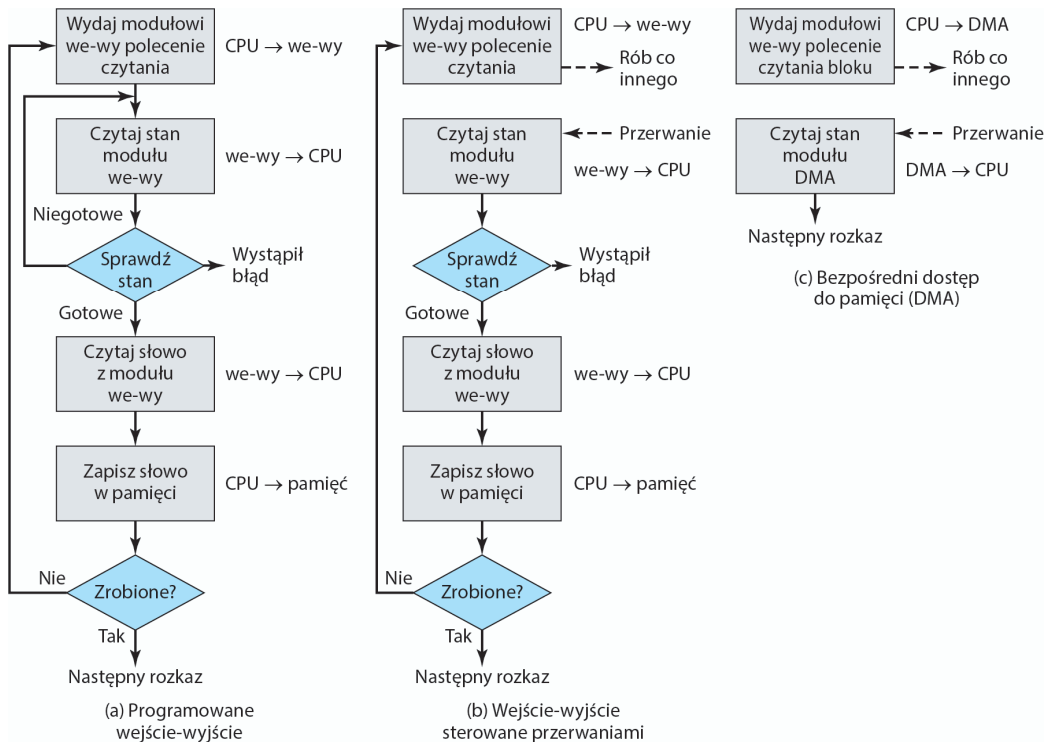 Wydaj modułowi
we-wy polecenie
czytania
CPU → we-wy
Czytaj stan
modułu
we-wy
we-wy → CPU
Niegotowe
Sprawdź
stan
Wystąpił
błąd
Gotowe
Czytaj słowo
z modułu
we-wy
we-wy → CPU
Zapisz słowo
w pamięci
CPU → pamięć
Nie
Zrobione?
Tak
Następny rozkaz
(a) Programowane
wejście-wyjście
Wydaj modułowi
we-wy polecenie
czytania
CPU → we-wy
Rób co
innego
Czytaj stan
modułu
we-wy
Przerwanie
we-wy → CPU
Sprawdź
stan
Wystąpił
błąd
Gotowe
Czytaj słowo
z modułu
we-wy
we-wy → CPU
Zapisz słowo
w pamięci
CPU → pamięć
Nie
Zrobione?
Tak
Następny rozkaz
(b) Wejście-wyjście
sterowane przerwaniami
Wydaj modułowi
we-wy polecenie
czytania bloku
CPU → DMA
Rób co
innego
Czytaj stan
modułu
DMA
Przerwanie
DMA → CPU
Następny rozkaz
(c) Bezpośredni dostęp
do pamięci (DMA)